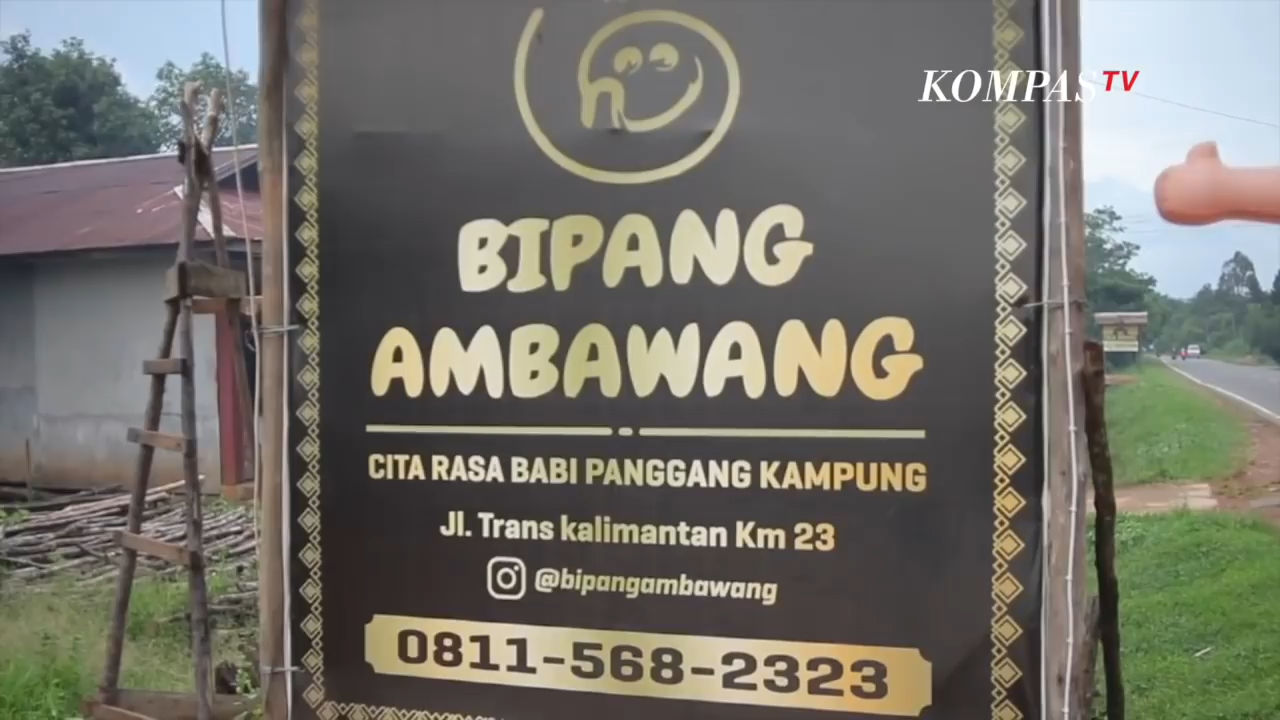 KOMPAS TV
BIPANG
AMBAWANG
CITA RASA BABI PANGGANG KAMPUNG
Jl. Trans kalimantan Km 23
@bipangambawang
0811-568-2323